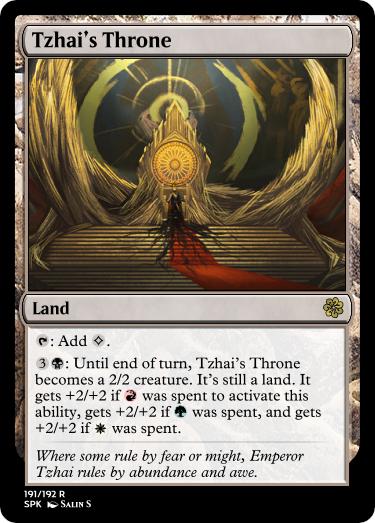 Tzhai's Throne
Land
: Add .
3 : Until end of turn, Tzhai's Throne
becomes a 2/2 creature. It's still a land. It
gets +2/+2 if was spent to activate this
ability, gets +2/+2 if was spent, and gets
+2/+2 if was spent.
Where some rule by fear or might, Emperor
Tzhai rules by abundance and awe.
191/192 R
SPK SALIN S